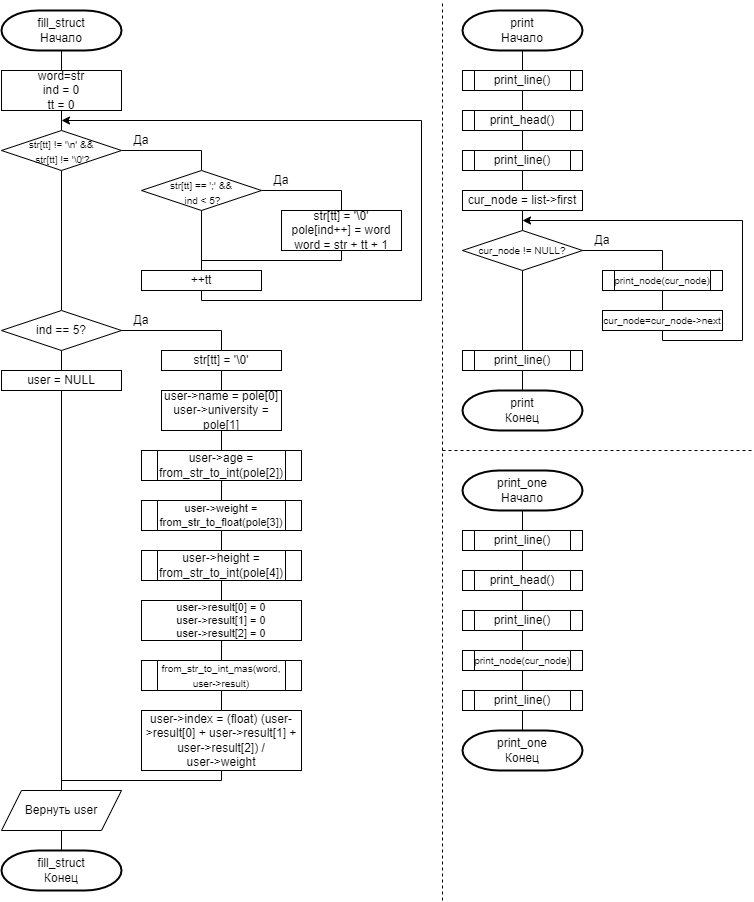 fill_struct
Начало
word=str
ind = 0
tt = 0
str[tt] != '\n' &&
str[tt] != '\0'?
Да
str[tt] == ';' &&
ind < 5?
Да
str[tt] = '\0'
pole[ind++] = word
word = str + tt + 1
++tt
ind == 5?
Да
user = NULL
str[tt] = '\0'
user->name = pole[0]
user->university =
pole[1]
user->age =
from_str_to_int(pole[2])
user->weight =
from_str_to_float(pole[3])
user->height =
from_str_to_int(pole[4])
user->result[0] = 0
user->result[1] = 0
user->result[2] = 0
from_str_to_int_mas(word,
user->result)
user->index = (float) (user-
>result[0] + user->result[1] +
user->result[2]) /
user->weight
Вернуть user
fill_struct
Конец
print
Начало
print_line()
print_head()
print_line()
cur_node = list->first
cur_node != NULL?
Да
print_node(cur_node)
cur_node=cur_node->next
print_line()
print
Конец
print_one
Начало
print_line()
print_head()
print_line()
print_node(cur_node)
print_line()
print_one
Конец